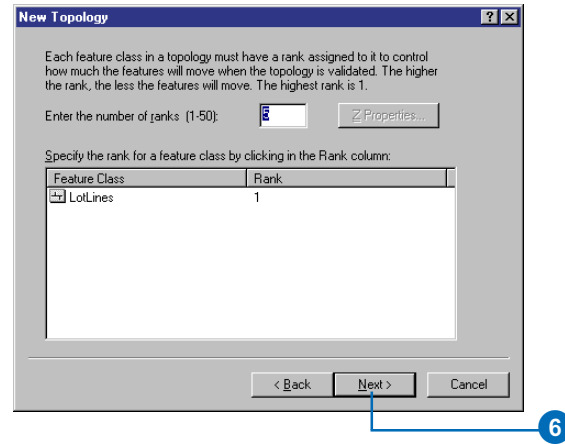 New Topology
Each feature class in a topology must have a rank assigned to it to control
how much the features will move when the topology is validated. The higher
the rank, the less the features will move. The highest rank is 1.
Enter the number of ranks (1-50): 5 Z Properties...
Specify the rank for a feature class by clicking in the Rank column:
Feature Class Rank
LotLines 1
< Back Next > Cancel
6